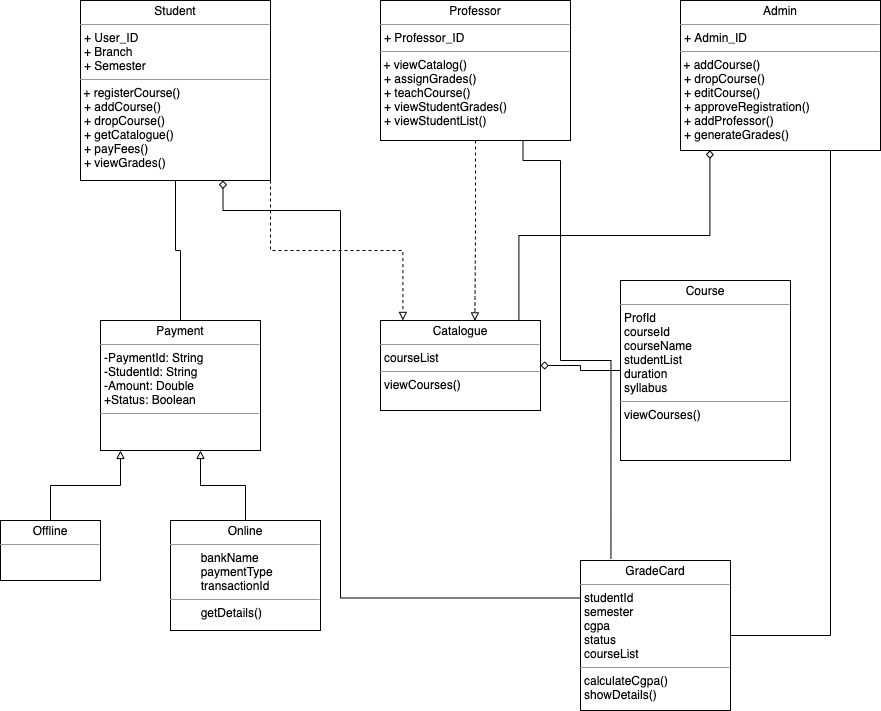 Student
+ User_ID
+ Branch
+ Semester
+ registerCourse()
+ addCourse()
+ dropCourse()
+ getCatalogue()
+ payFees()
+ viewGrades()
Professor
+ Professor_ID
+ viewCatalog()
+ assignGrades()
+ teachCourse()
+ viewStudentGrades()
+ viewStudentList()
Admin
+ Admin_ID
+ addCourse()
+ dropCourse()
+ editCourse()
+ approveRegistration()
+ addProfessor()
+ generateGrades()
Payment
-PaymentId: String
-StudentId: String
-Amount: Double
+Status: Boolean
Catalogue
courseList
viewCourses()
Course
ProfId
courseId
courseName
studentList
duration
syllabus
viewCourses()
Offline
Online
bankName
paymentType
transactionId
getDetails()
GradeCard
studentId
semester
cgpa
status
courseList
calculateCgpa()
showDetails()